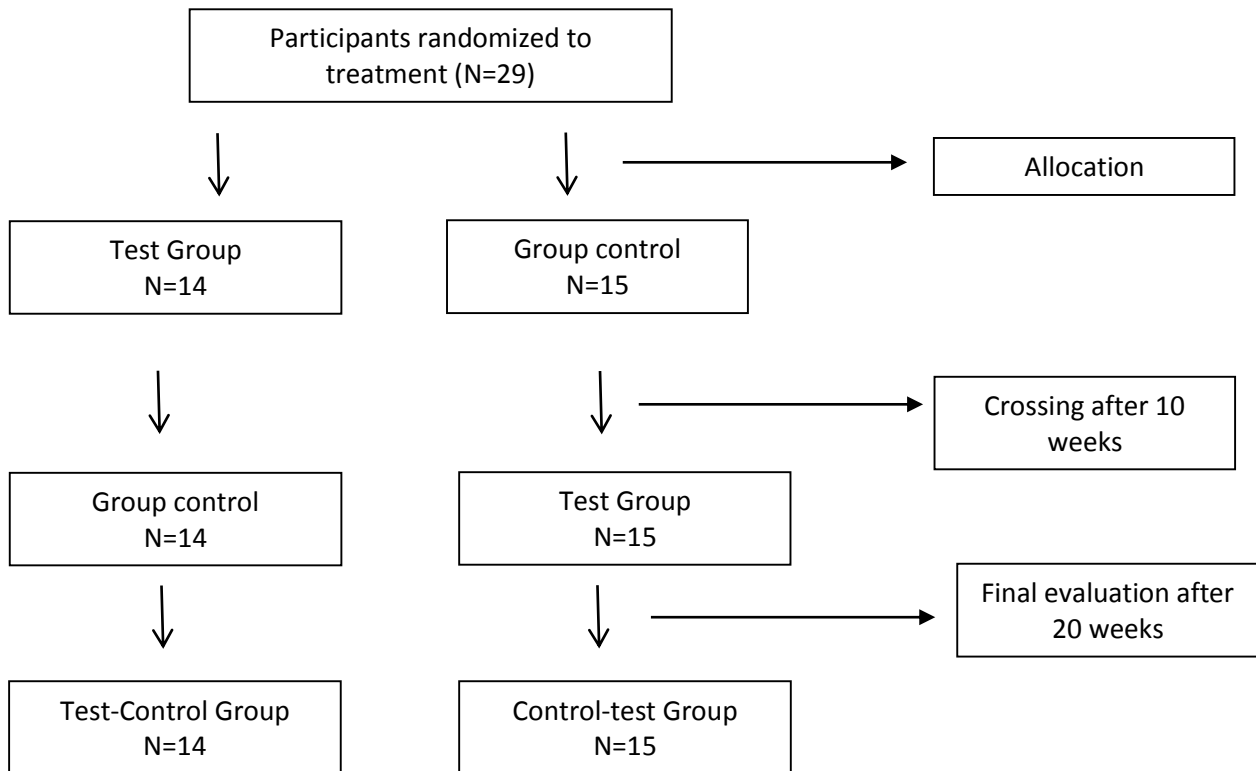 Participants randomized to
treatment (N=29)
Allocation
Test Group
N=14
Group control
N=15
Crossing after 10
weeks
Group control
N=14
Test Group
N=15
Final evaluation after
20 weeks
Test-Control Group
N=14
Control-test Group
N=15